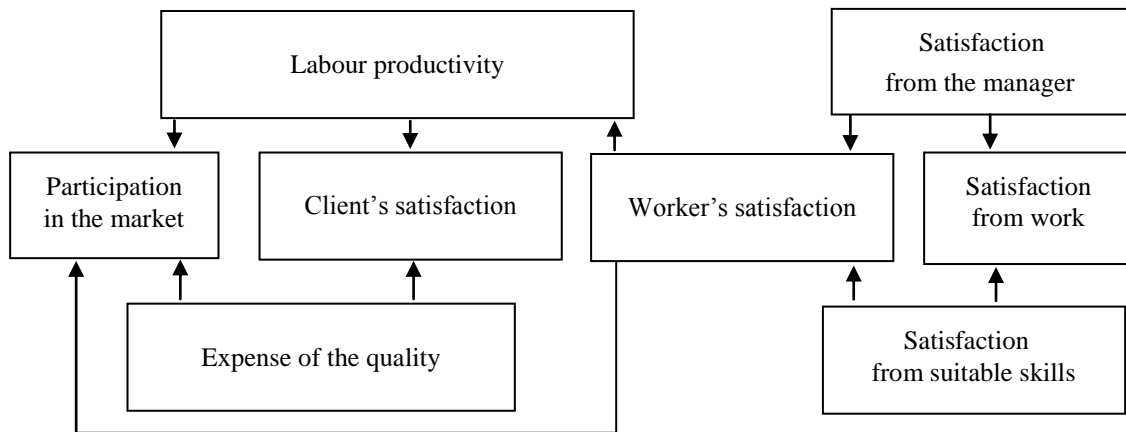 Labour productivity
Satisfaction
from the manager
Participation
in the market
Client’s satisfaction
Worker’s satisfaction
Satisfaction
from work
Expense of the quality
Satisfaction
from suitable skills